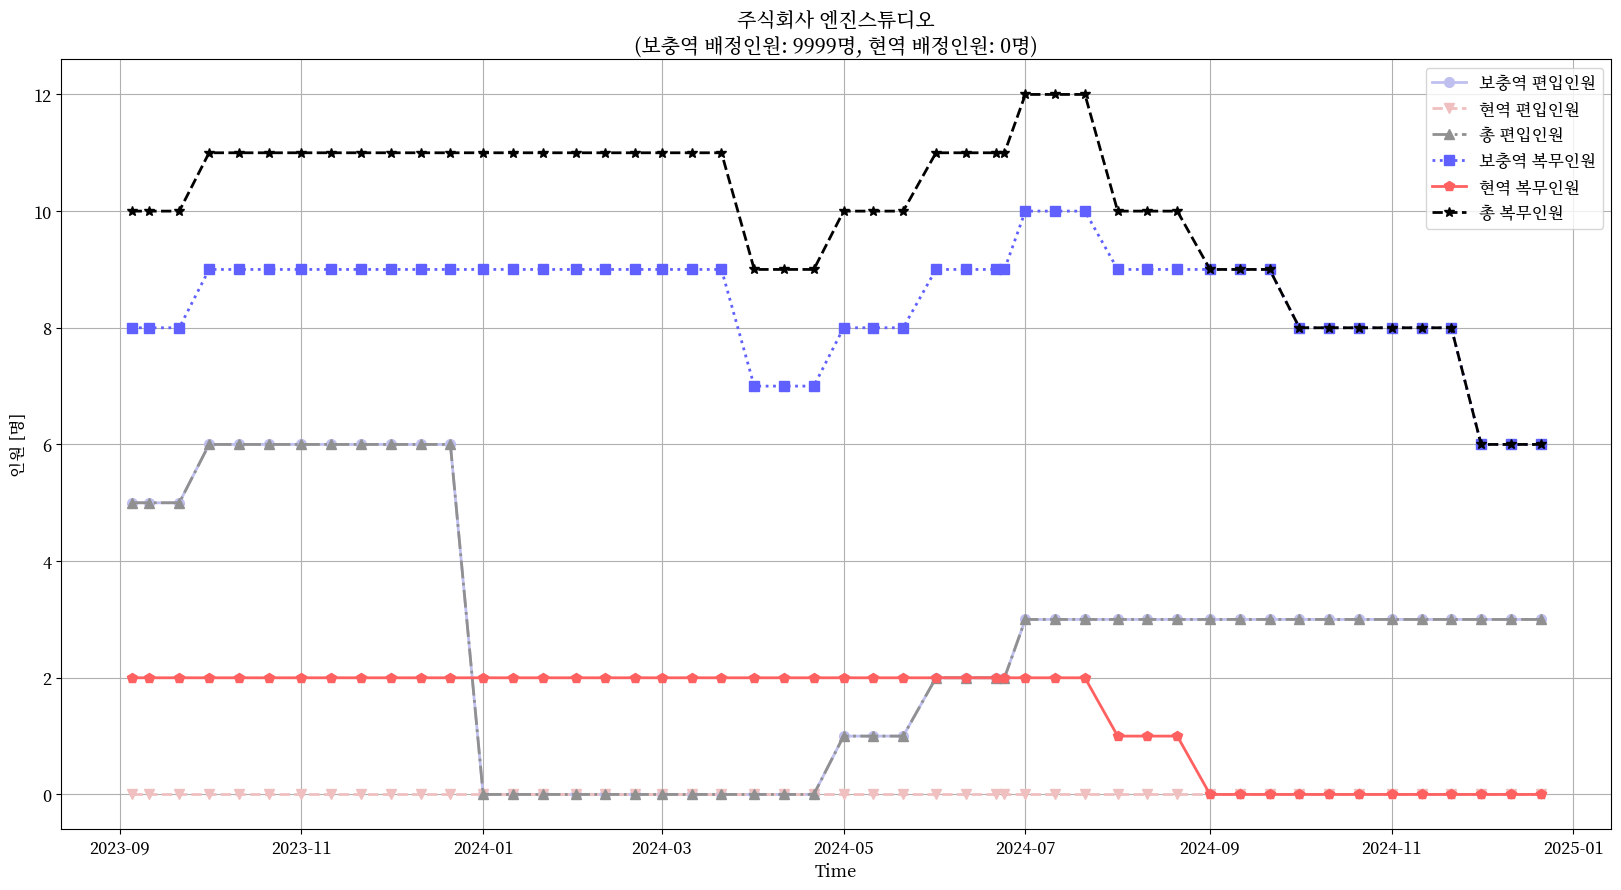 주식회사 엔진스튜디오
(보충역 배정인원: 9999명, 현역 배정인원: 0명)
보충역 편입인원
현역 편입인원
총 편입인원
보충역 복무인원
현역 복무인원
총 복무인원
인원 [명]
12
10
8
6
4
2
0
2023-09
2023-11
2024-01
2024-03
2024-05
2024-07
2024-09
2024-11
2025-01
Time